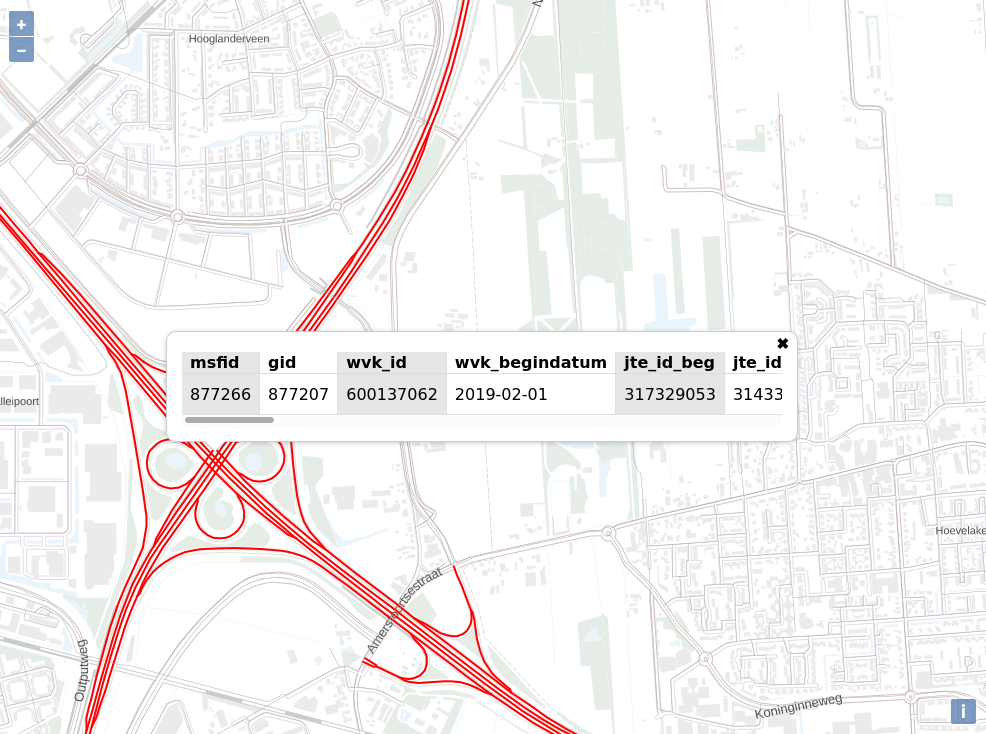 +
−
Hooglanderveen
✖
msfid gid wvk_id wvk_begindatum jte_id_beg jte_id
877266 877207 600137062 2019-02-01 317329053 31433
lleipoort
Hoevelake
Amersfoortsestraat
Outputweg
Koninginneweg
i